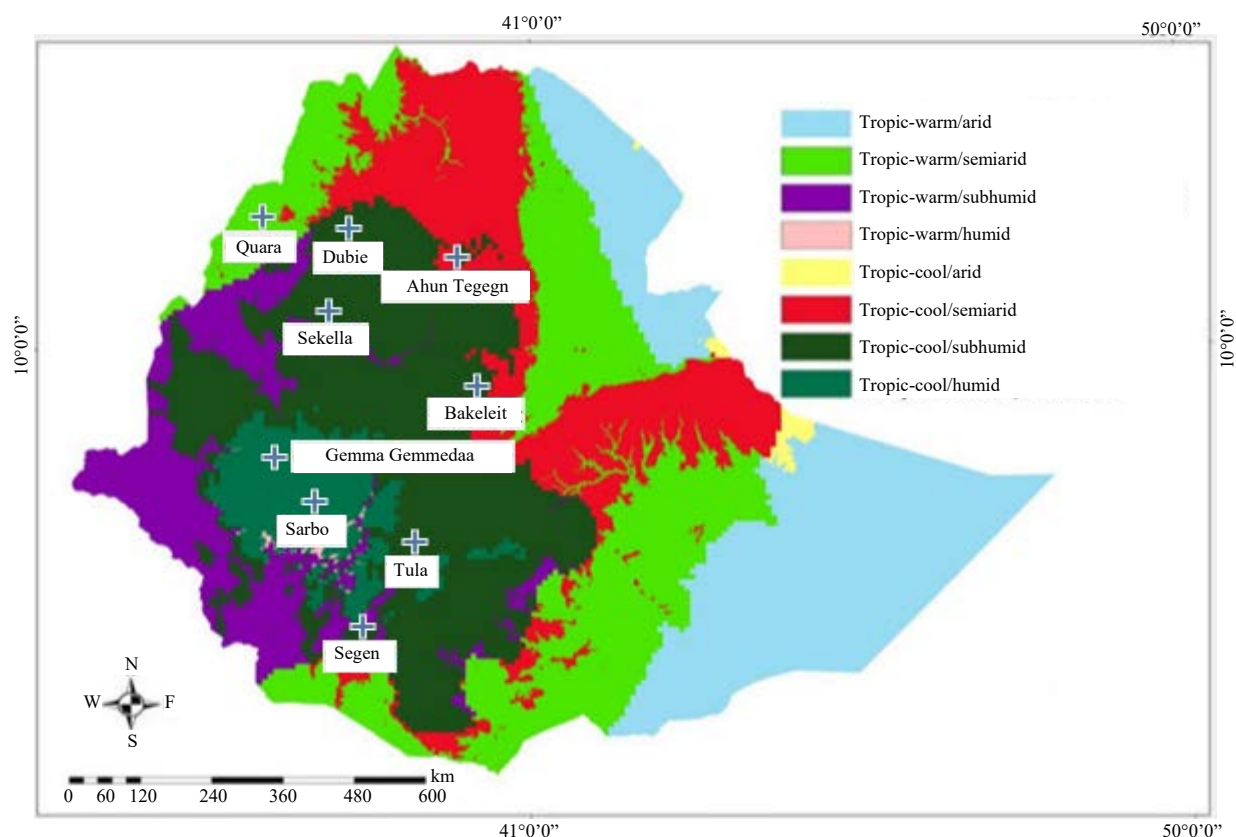 41°0'0” 50°0'0”
Tropic-warm/arid
Tropic-warm/semiarid
Tropic-warm/subhumid
Tropic-warm/humid
Tropic-cool/arid
Tropic-cool/semiarid
Tropic-cool/subhumid
Tropic-cool/humid
Quara
Dubie
Ahun Tegegn
Sekella
10°0'0” 10°0'0”
Bakeleit
Gemma Gemmedaa
Sarbo
Tula
Segen
N
W F
S
km
0 60 120 240 360 480 600
41°0'0” 50°0'0”